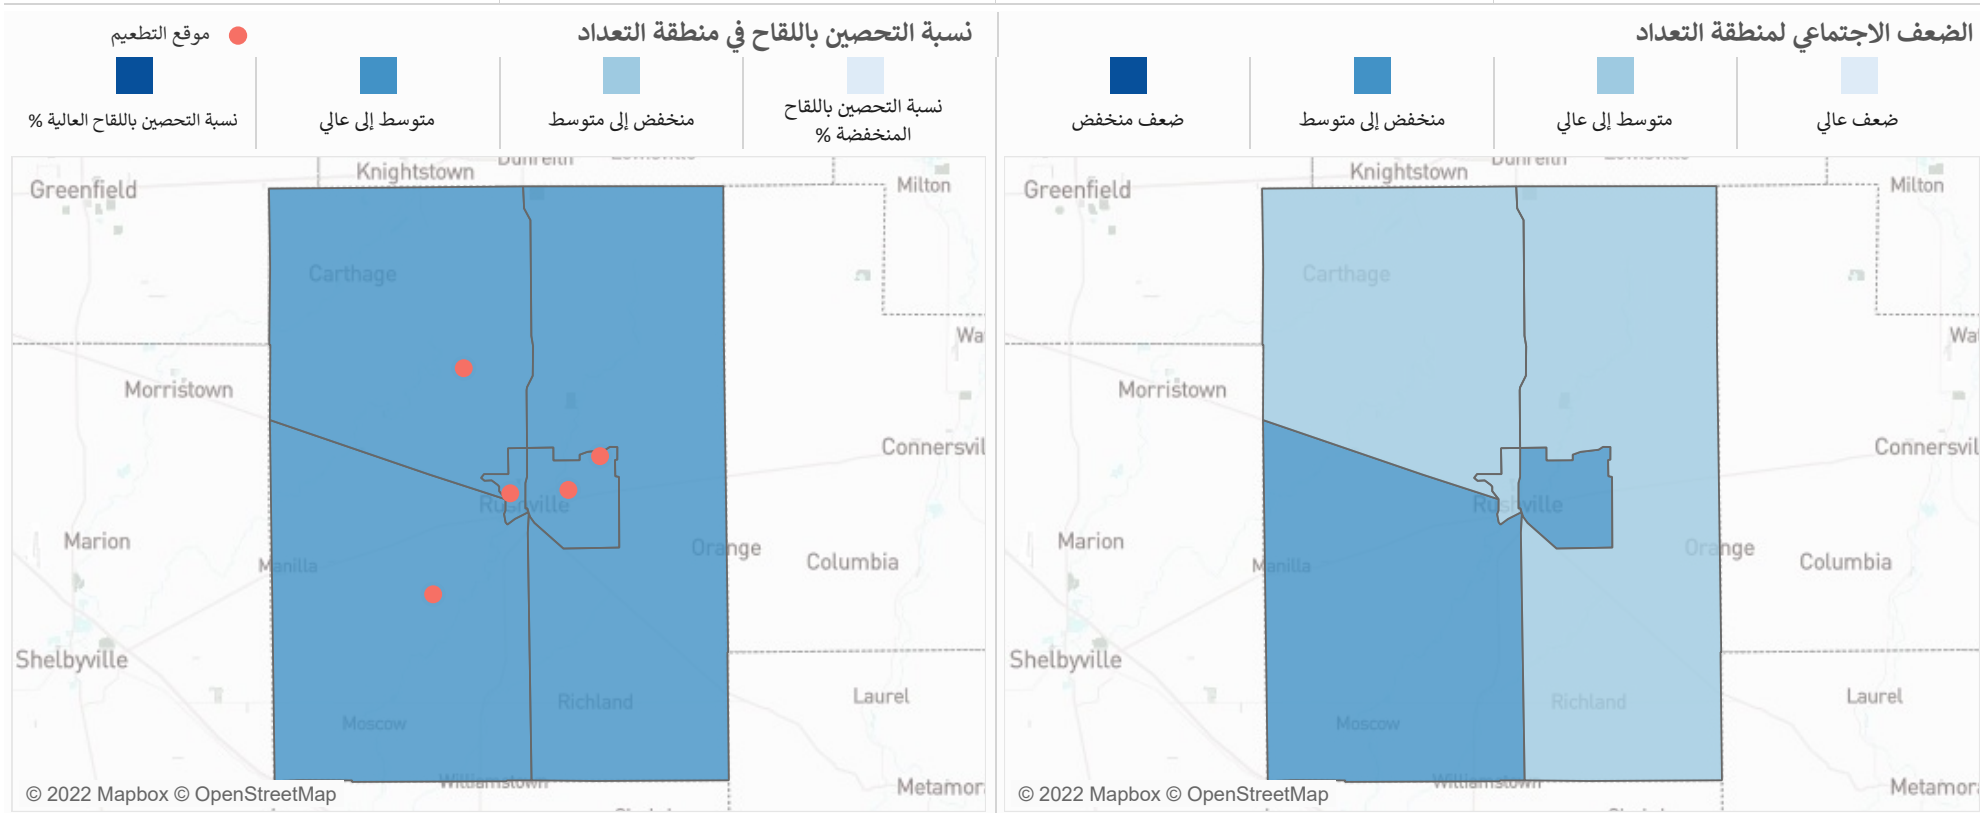 الضعف الاجتماعي لمنطقة التعداد
ضعف عالي
متوسط إلى عالي
منخفض إلى متوسط
ضعف منخفض
Knightstown
Dunreith
Greenfield
Milton
Carthage
Morristown
Connersvil
Rushville
Marion
Manilla
Orange
Columbia
Shelbyville
Laurel
Richland
Moscow
Williamstown
Metamor
© 2022 Mapbox © OpenStreetMap
نسبة التحصين باللقاح في منطقة التعداد
موقع التطعيم
نسبة التحصين باللقاح المنخفضة %
منخفض إلى متوسط
متوسط إلى عالي
نسبة التحصين باللقاح العالية %
Knightstown
Dunreith
Greenfield
Milton
Carthage
Wa
Morristown
Connersvil
Rushville
Marion
Manilla
Orange
Columbia
Shelbyville
Laurel
Richland
Moscow
Williamstown
Metamor
© 2022 Mapbox © OpenStreetMap